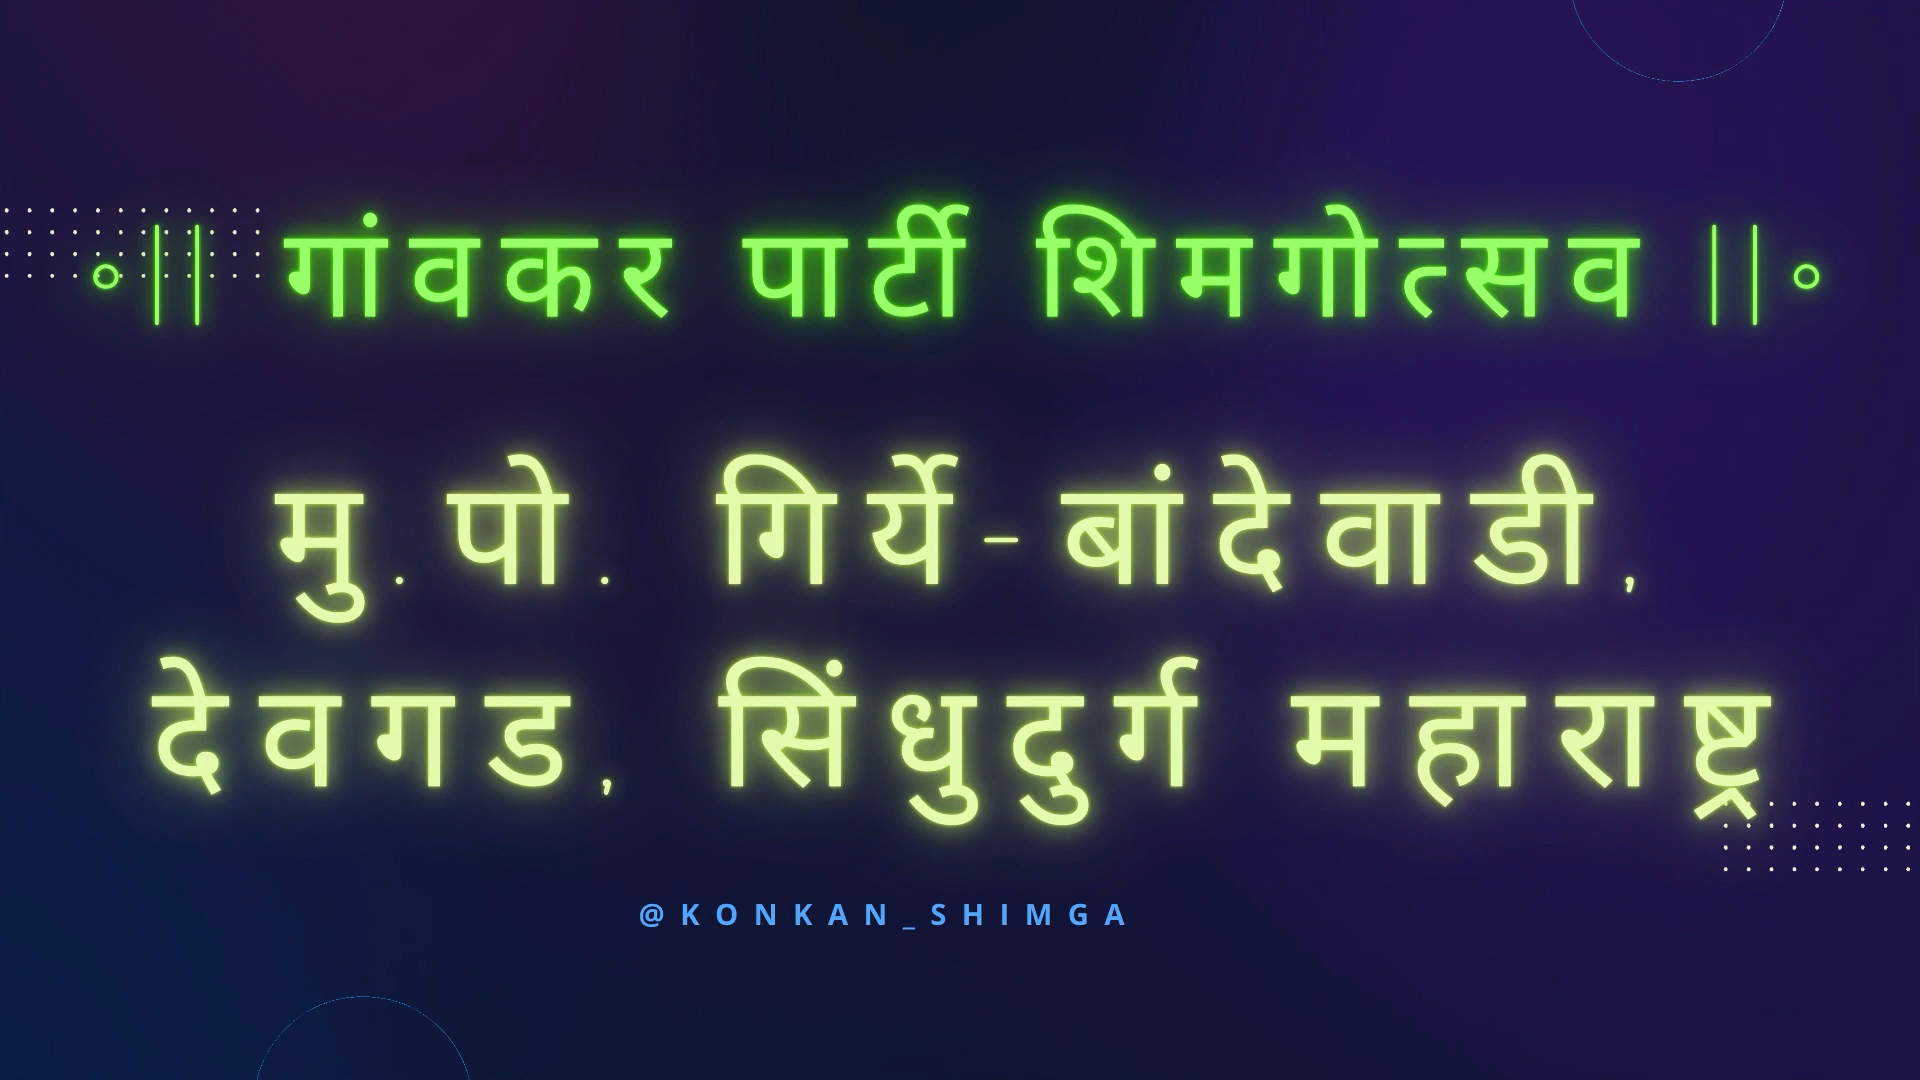 ॰|| गांवकर पार्टी शिमगोत्सव ||॰
मु.पो. गिर्ये-बांदेवाडी,
देवगड, सिंधुदुर्ग महाराष्ट्र
@KONKAN_SHIMGA